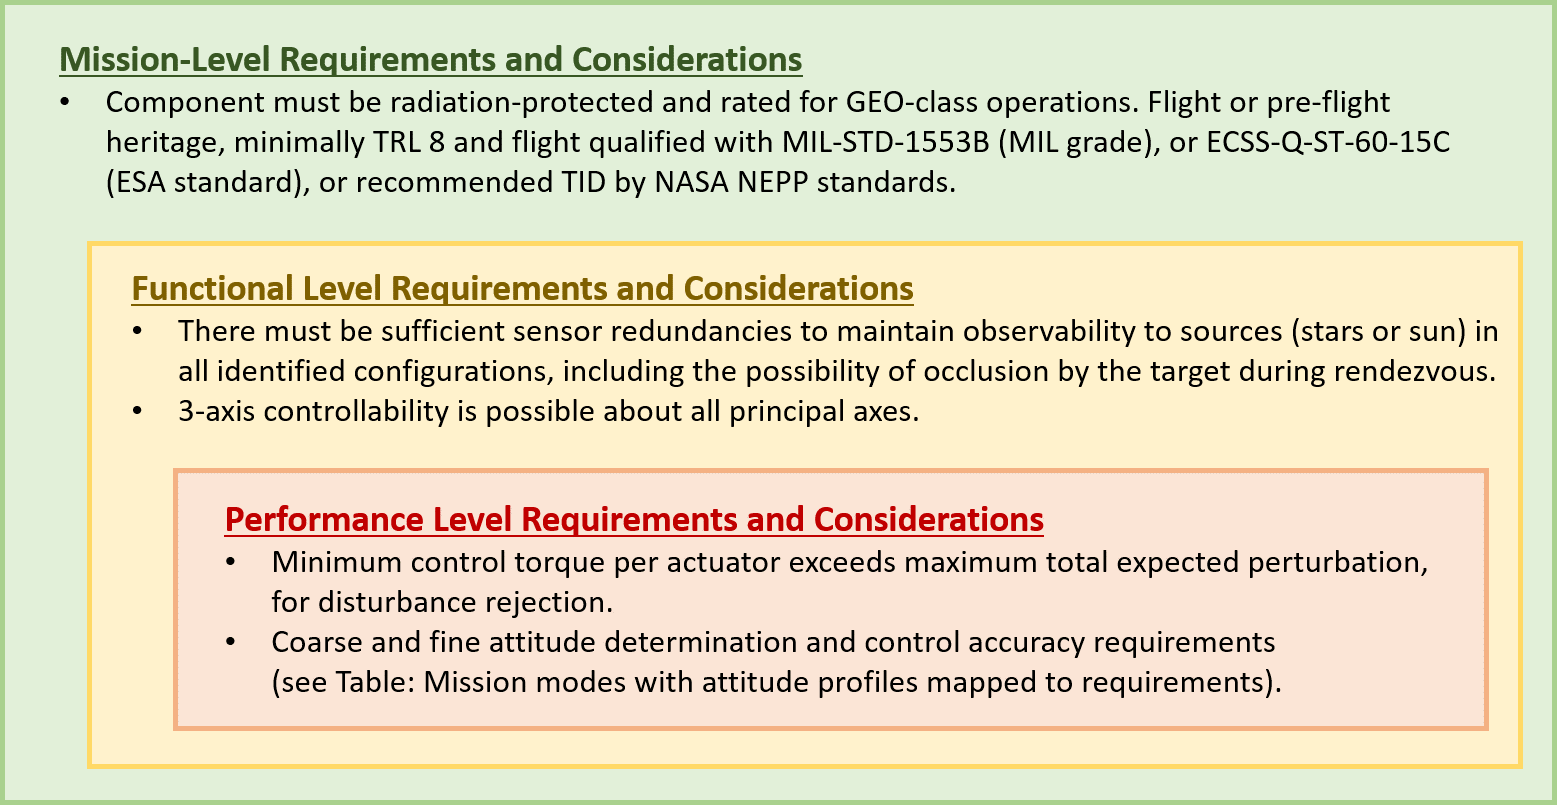 Mission-Level Requirements and Considerations
• Component must be radiation-protected and rated for GEO-class operations. Flight or pre-flight
heritage, minimally TRL 8 and flight qualified with MIL-STD-1553B (MIL grade), or ECSS-Q-ST-60-15C
(ESA standard), or recommended TID by NASA NEPP standards.
Functional Level Requirements and Considerations
• There must be sufficient sensor redundancies to maintain observability to sources (stars or sun) in
all identified configurations, including the possibility of occlusion by the target during rendezvous.
• 3-axis controllability is possible about all principal axes.
Performance Level Requirements and Considerations
• Minimum control torque per actuator exceeds maximum total expected perturbation,
for disturbance rejection.
• Coarse and fine attitude determination and control accuracy requirements
(see Table: Mission modes with attitude profiles mapped to requirements).